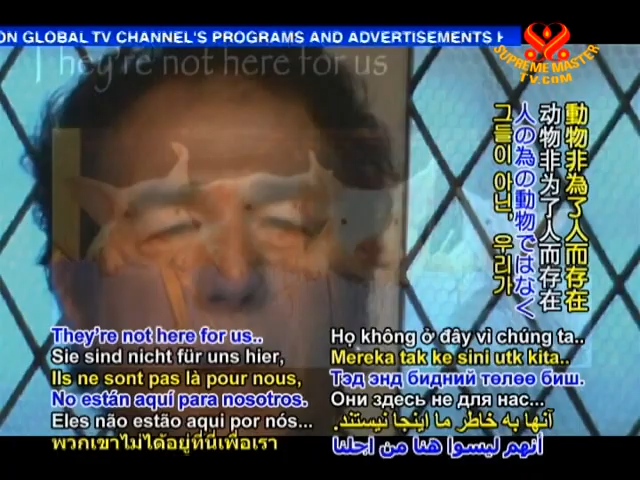 ON GLOBAL TV CHANNEL'S PROGRAMS AND ADVERTISEMENTS
SUPREME MASTER
TV.COM
They're not here for us
動物非為了人而存在
动物非为了人而存在
人の為の動物ではなく
그들이 아닌, 우리가
They're not here for us..
Sie sind nicht für uns hier,
Ils ne sont pas là pour nous,
No están aquí para nosotros.
Eles não estão aqui por nós...
พวกเขาไม่ได้อยู่ที่นี่เพื่อเรา
Họ không ở đây vì chúng ta..
Mereka tak ke sini utk kita..
Тэд энд бидний төлөө биш.
Они здесь не для нас...
آنها به خاطر ما اینجا نیستند.
أنهم ليسوا هنا من اجلنا